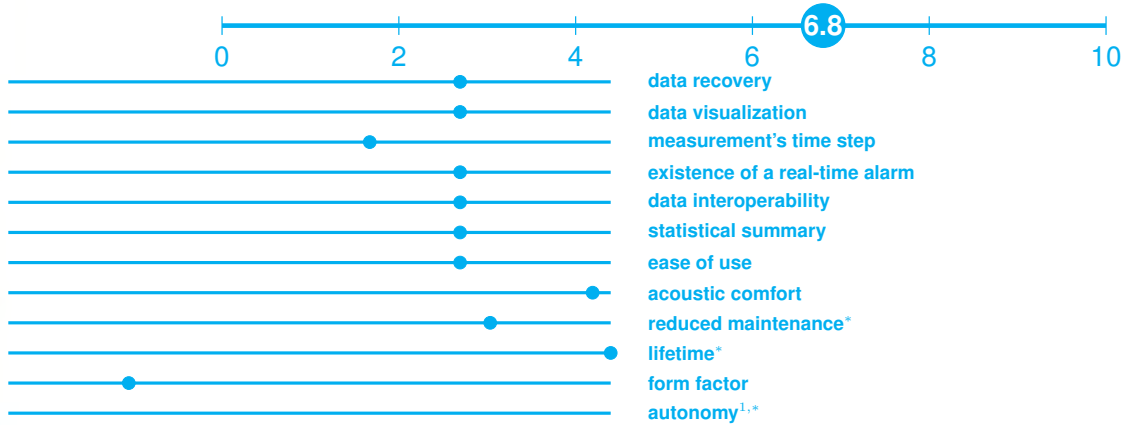 6.8
0 2 4 6 8 10
data recovery
data visualization
measurement's time step
existence of a real-time alarm
data interoperability
statistical summary
ease of use
acoustic comfort
reduced maintenance*
lifetime*
form factor
autonomy1,*